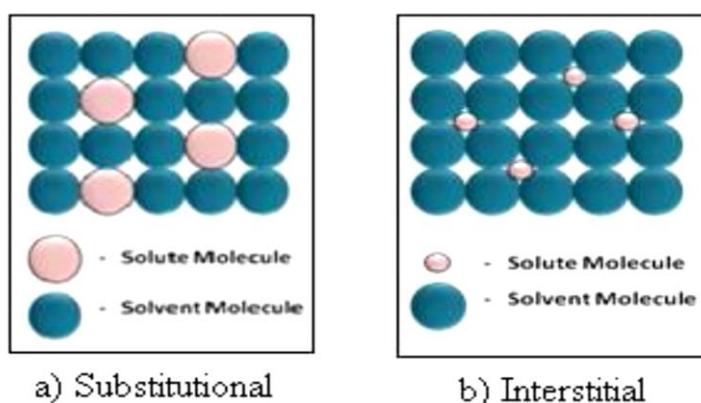 - Solute Molecule
- Solvent Molecule
a) Substitutional
- Solute Molecule
- Solvent Molecule
b) Interstitial